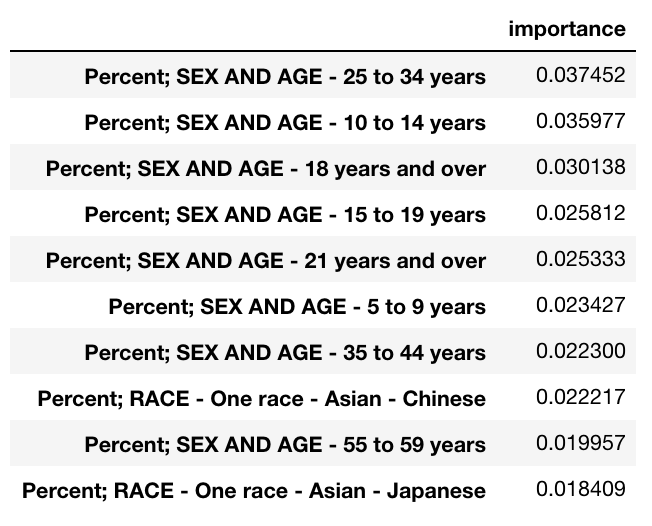 importance
Percent; SEX AND AGE - 25 to 34 years 0.037452
Percent; SEX AND AGE - 10 to 14 years 0.035977
Percent; SEX AND AGE - 18 years and over 0.030138
Percent; SEX AND AGE - 15 to 19 years 0.025812
Percent; SEX AND AGE - 21 years and over 0.025333
Percent; SEX AND AGE - 5 to 9 years 0.023427
Percent; SEX AND AGE - 35 to 44 years 0.022300
Percent; RACE - One race - Asian - Chinese 0.022217
Percent; SEX AND AGE - 55 to 59 years 0.019957
Percent; RACE - One race - Asian - Japanese 0.018409